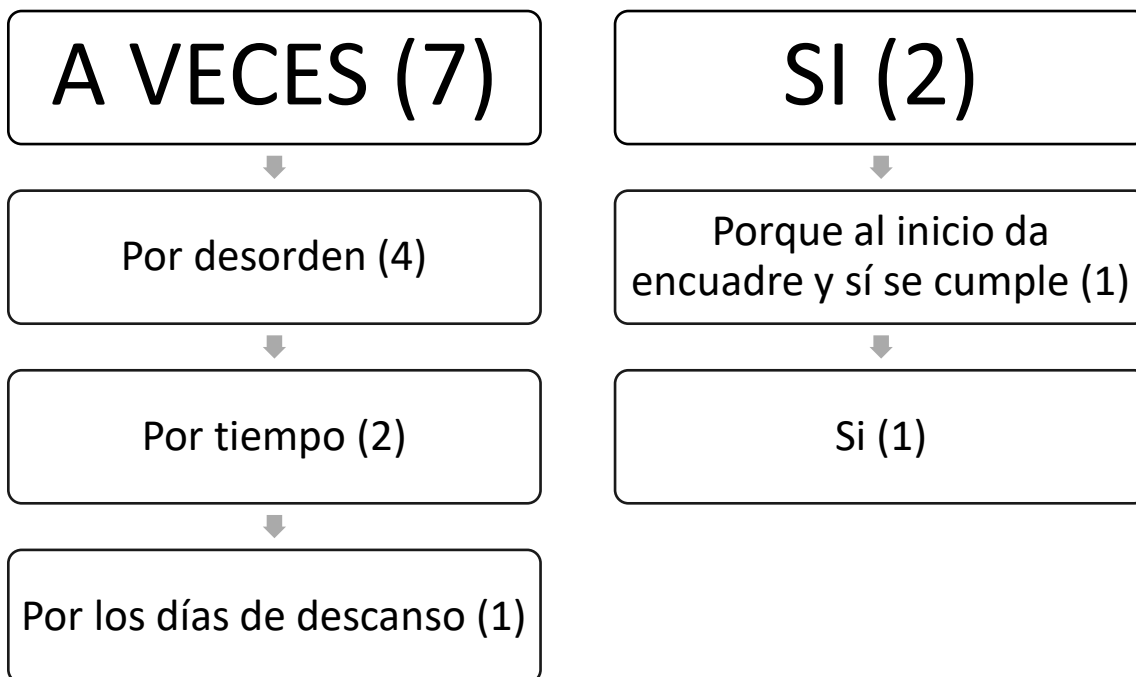 A VECES (7)
Por desorden (4)
Por tiempo (2)
Por los días de descanso (1)
SI (2)
Porque al inicio da
encuadre y sí se cumple (1)
Si (1)